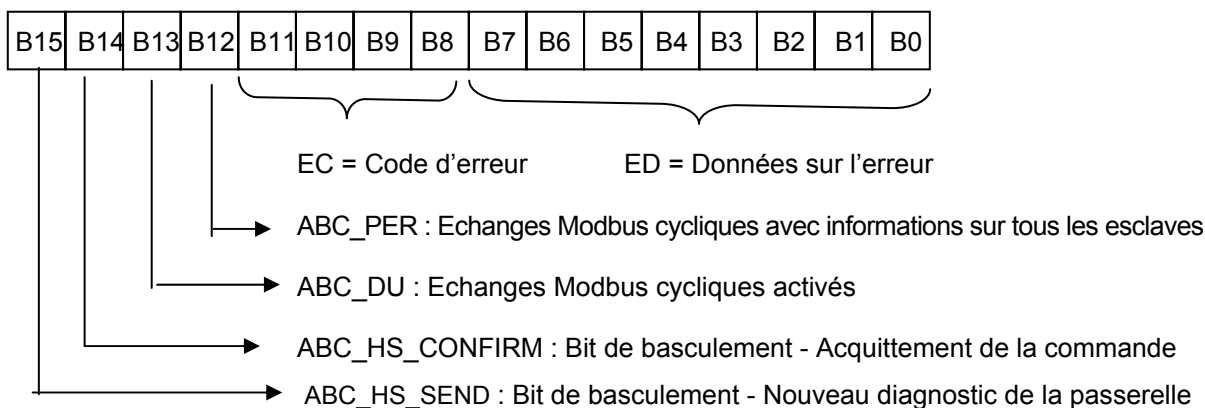 B15 B14 B13 B12 B11 B10 B9 B8 B7 B6 B5 B4 B3 B2 B1 B0
EC = Code d'erreur ED = Données sur l'erreur
ABC_PER : Echanges Modbus cycliques avec informations sur tous les esclaves
ABC_DU : Echanges Modbus cycliques activés
ABC_HS_CONFIRM : Bit de basculement - Acquittement de la commande
ABC_HS_SEND : Bit de basculement - Nouveau diagnostic de la passerelle